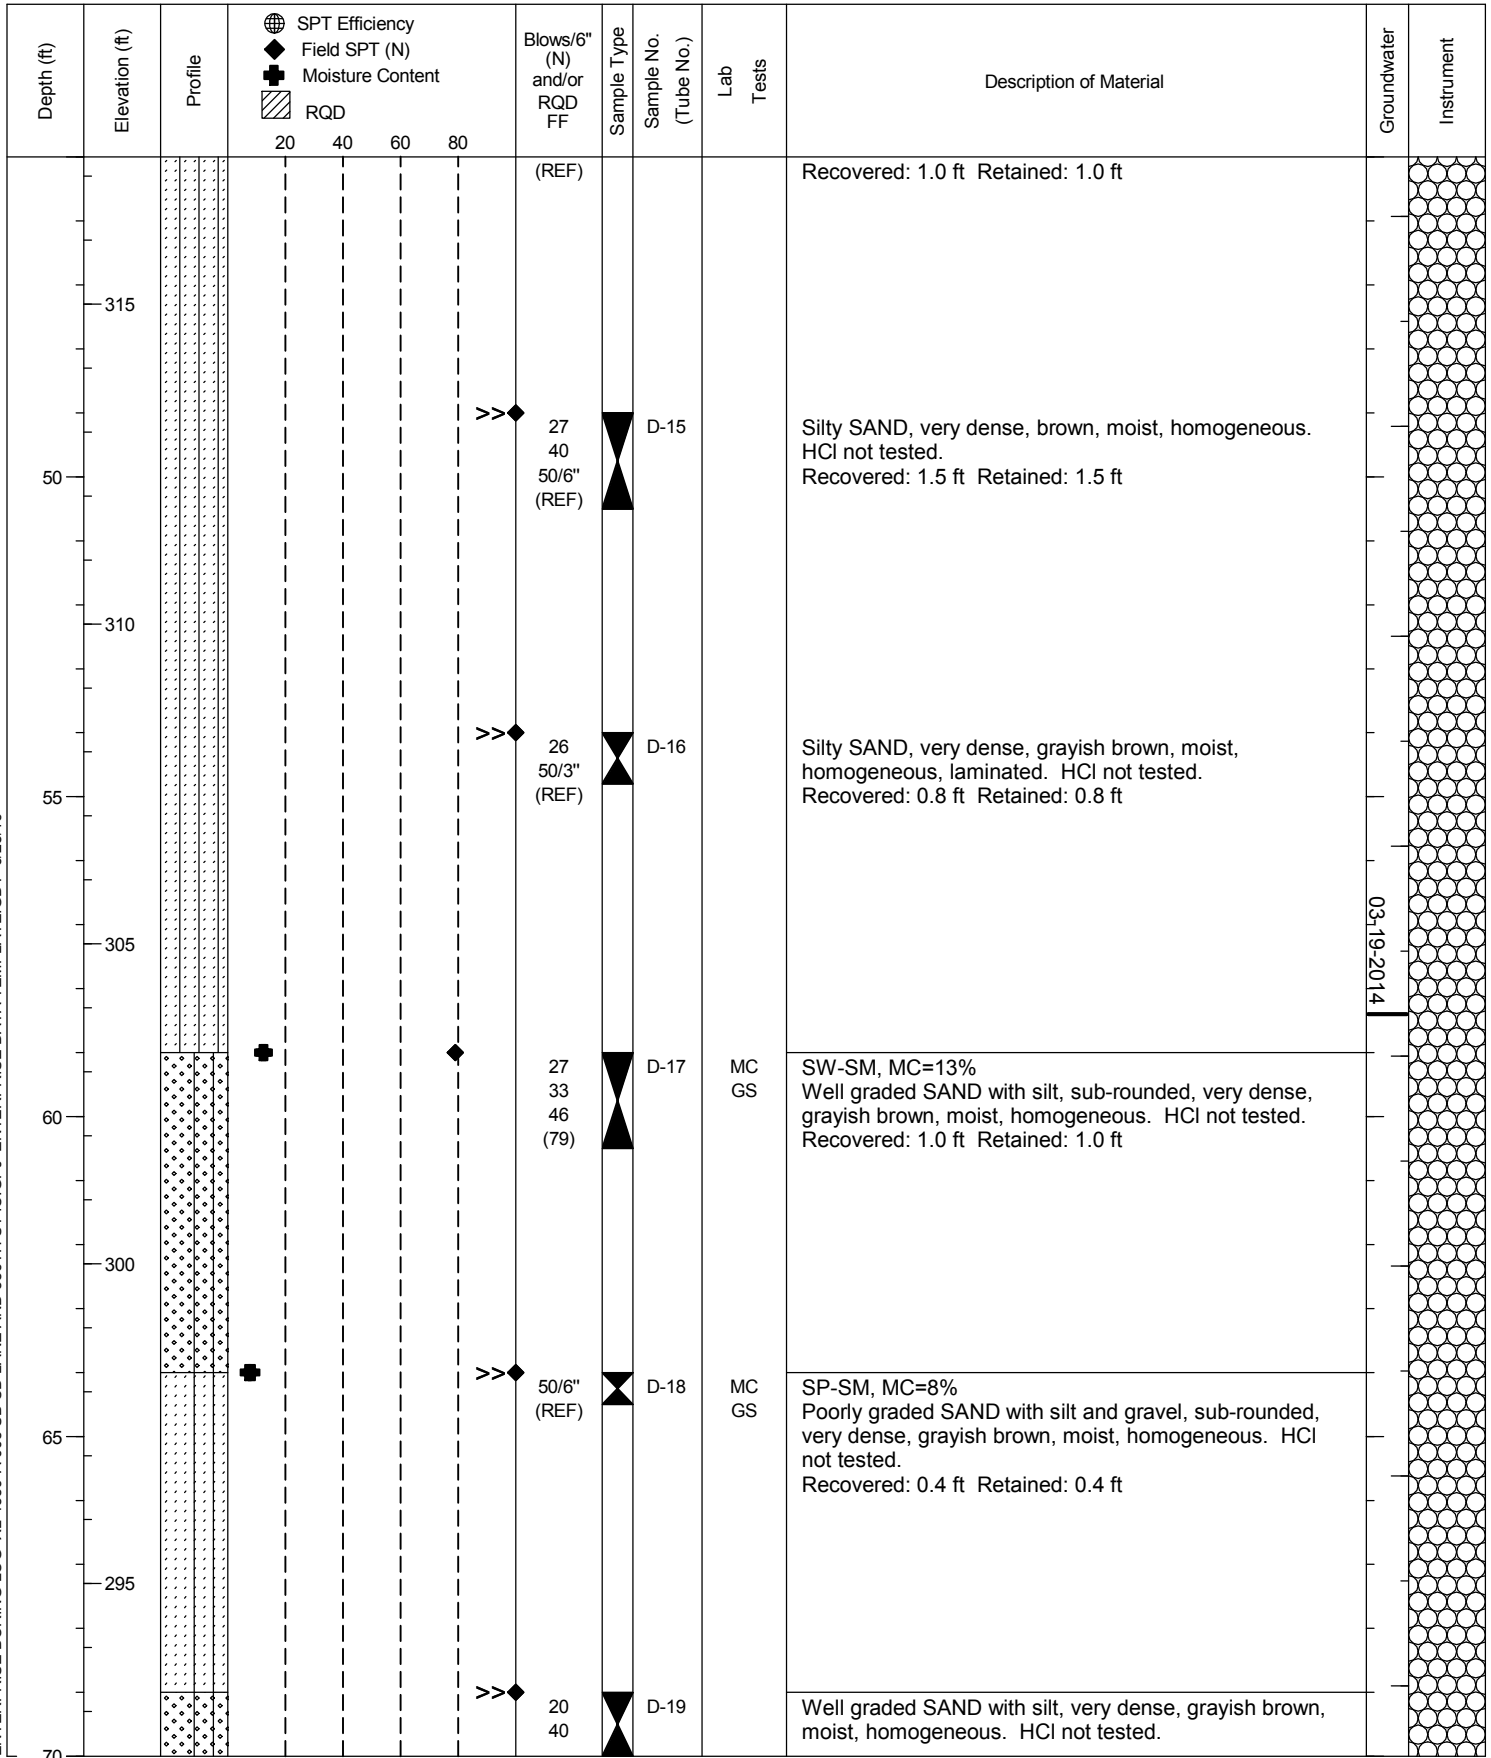 Depth (ft)
Elevation (ft)
Profile
SPT Efficiency
Field SPT (N)
Moisture Content
RQD
20 40 60 80
Blows/6"
(N)
and/or
RQD
FF
Sample Type
Sample No.
(Tube No.)
Lab
Tests
Description of Material
Groundwater
Instrument
(REF)
Recovered: 1.0 ft Retained: 1.0 ft
315
>>
27
40
50/6"
(REF)
D-15
Silty SAND, very dense, brown, moist, homogeneous.
HCl not tested.
Recovered: 1.5 ft Retained: 1.5 ft
50
310
>>
26
50/3"
(REF)
D-16
Silty SAND, very dense, grayish brown, moist,
homogeneous, laminated. HCl not tested.
Recovered: 0.8 ft Retained: 0.8 ft
55
305
03-19-2014
27
33
46
(79)
D-17
MC
GS
SW-SM, MC=13%
Well graded SAND with silt, sub-rounded, very dense,
grayish brown, moist, homogeneous. HCl not tested.
Recovered: 1.0 ft Retained: 1.0 ft
60
300
>>
50/6"
(REF)
D-18
MC
GS
SP-SM, MC=8%
Poorly graded SAND with silt and gravel, sub-rounded,
very dense, grayish brown, moist, homogeneous. HCl
not tested.
Recovered: 0.4 ft Retained: 0.4 ft
65
295
>>
20
40
D-19
Well graded SAND with silt, very dense, grayish brown,
moist, homogeneous. HCl not tested.
70